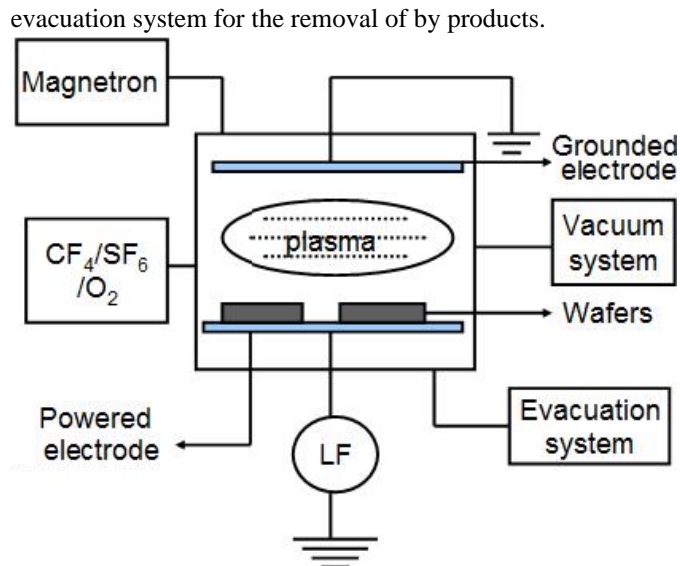 evacuation system for the removal of by products.
Magnetron
Grounded
electrode
CF₄/SF₆
/O₂
plasma
Vacuum
system
Wafers
Powered
electrode
LF
Evacuation
system